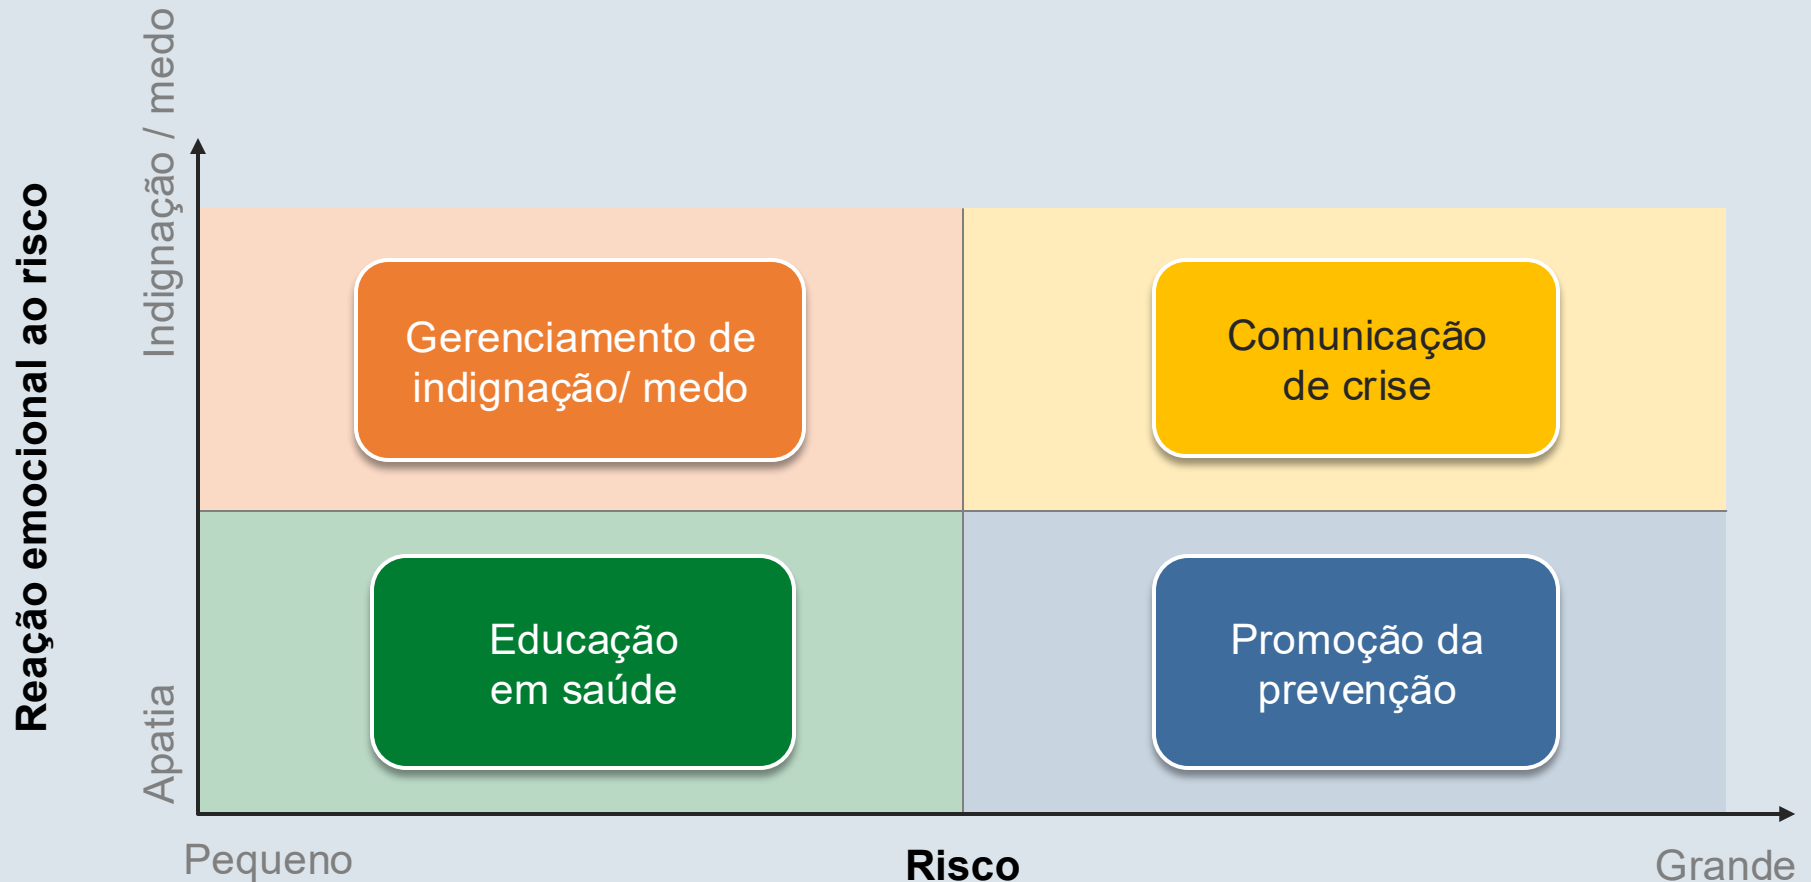 Reação emocional ao risco
Indignação / medo
Apatia
Gerenciamento de
indignação/ medo
Comunicação
de crise
Educação
em saúde
Promoção da
prevenção
Pequeno
Risco
Grande